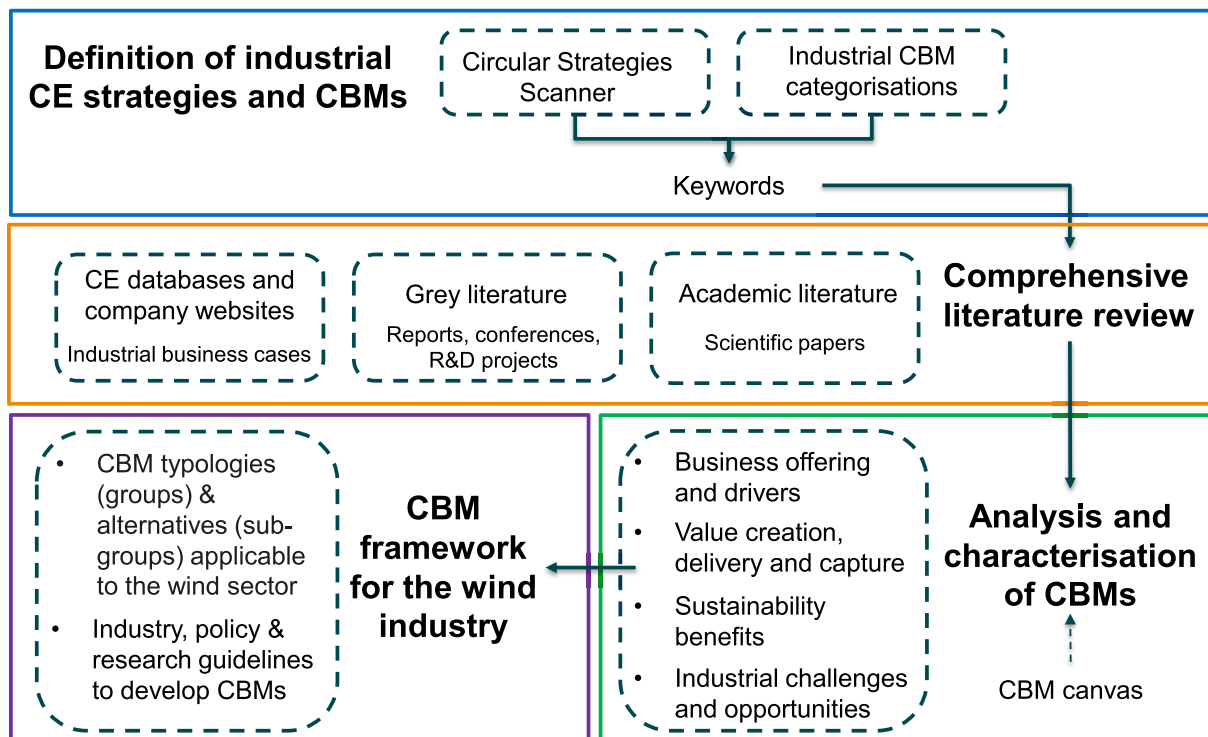 Definition of industrial
CE strategies and CBMs
Circular Strategies
Scanner
Industrial CBM
categorisations
Keywords
CE databases and
company websites
Industrial business cases
Grey literature
Reports, conferences,
R&D projects
Academic literature
Scientific papers
Comprehensive
literature review
• CBM typologies
(groups) &
alternatives (sub-
groups) applicable
to the wind sector
• Industry, policy &
research guidelines
to develop CBMs
CBM
framework
for the wind
industry
• Business offering
and drivers
• Value creation,
delivery and capture
• Sustainability
benefits
• Industrial challenges
and opportunities
Analysis and
characterisation
of CBMs
CBM canvas